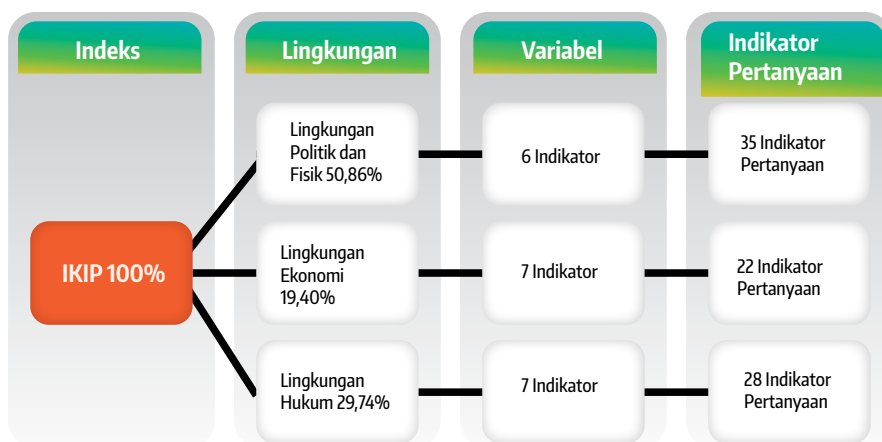 Indeks
Lingkungan
Variabel
Indikator
Pertanyaan
Lingkungan
Politik dan
Fisik 50,86%
6 Indikator
35 Indikator
Pertanyaan
IKIP 100%
Lingkungan
Ekonomi
19,40%
7 Indikator
22 Indikator
Pertanyaan
Lingkungan
Hukum 29,74%
7 Indikator
28 Indikator
Pertanyaan